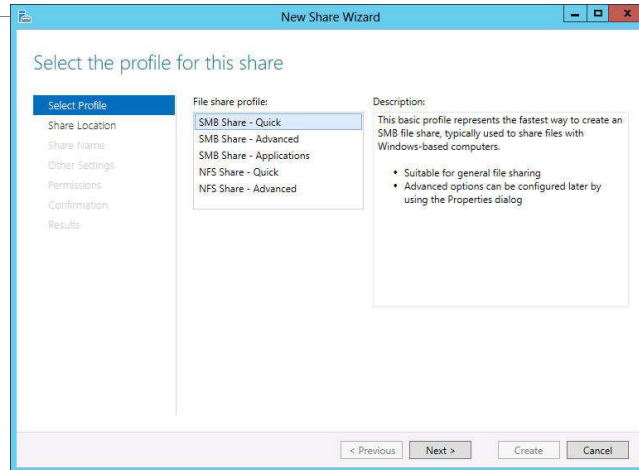 New Share Wizard
Select the profile for this share
Select Profile
Share Location
Share Name
Other Settings
Permissions
Confirmation
Results
File share profile:
SMB Share - Quick
SMB Share - Advanced
SMB Share - Applications
NFS Share - Quick
NFS Share - Advanced
Description:
This basic profile represents the fastest way to create an
SMB file share, typically used to share files with
Windows-based computers.
• Suitable for general file sharing
• Advanced options can be configured later by
using the Properties dialog
< Previous
Next >
Create
Cancel